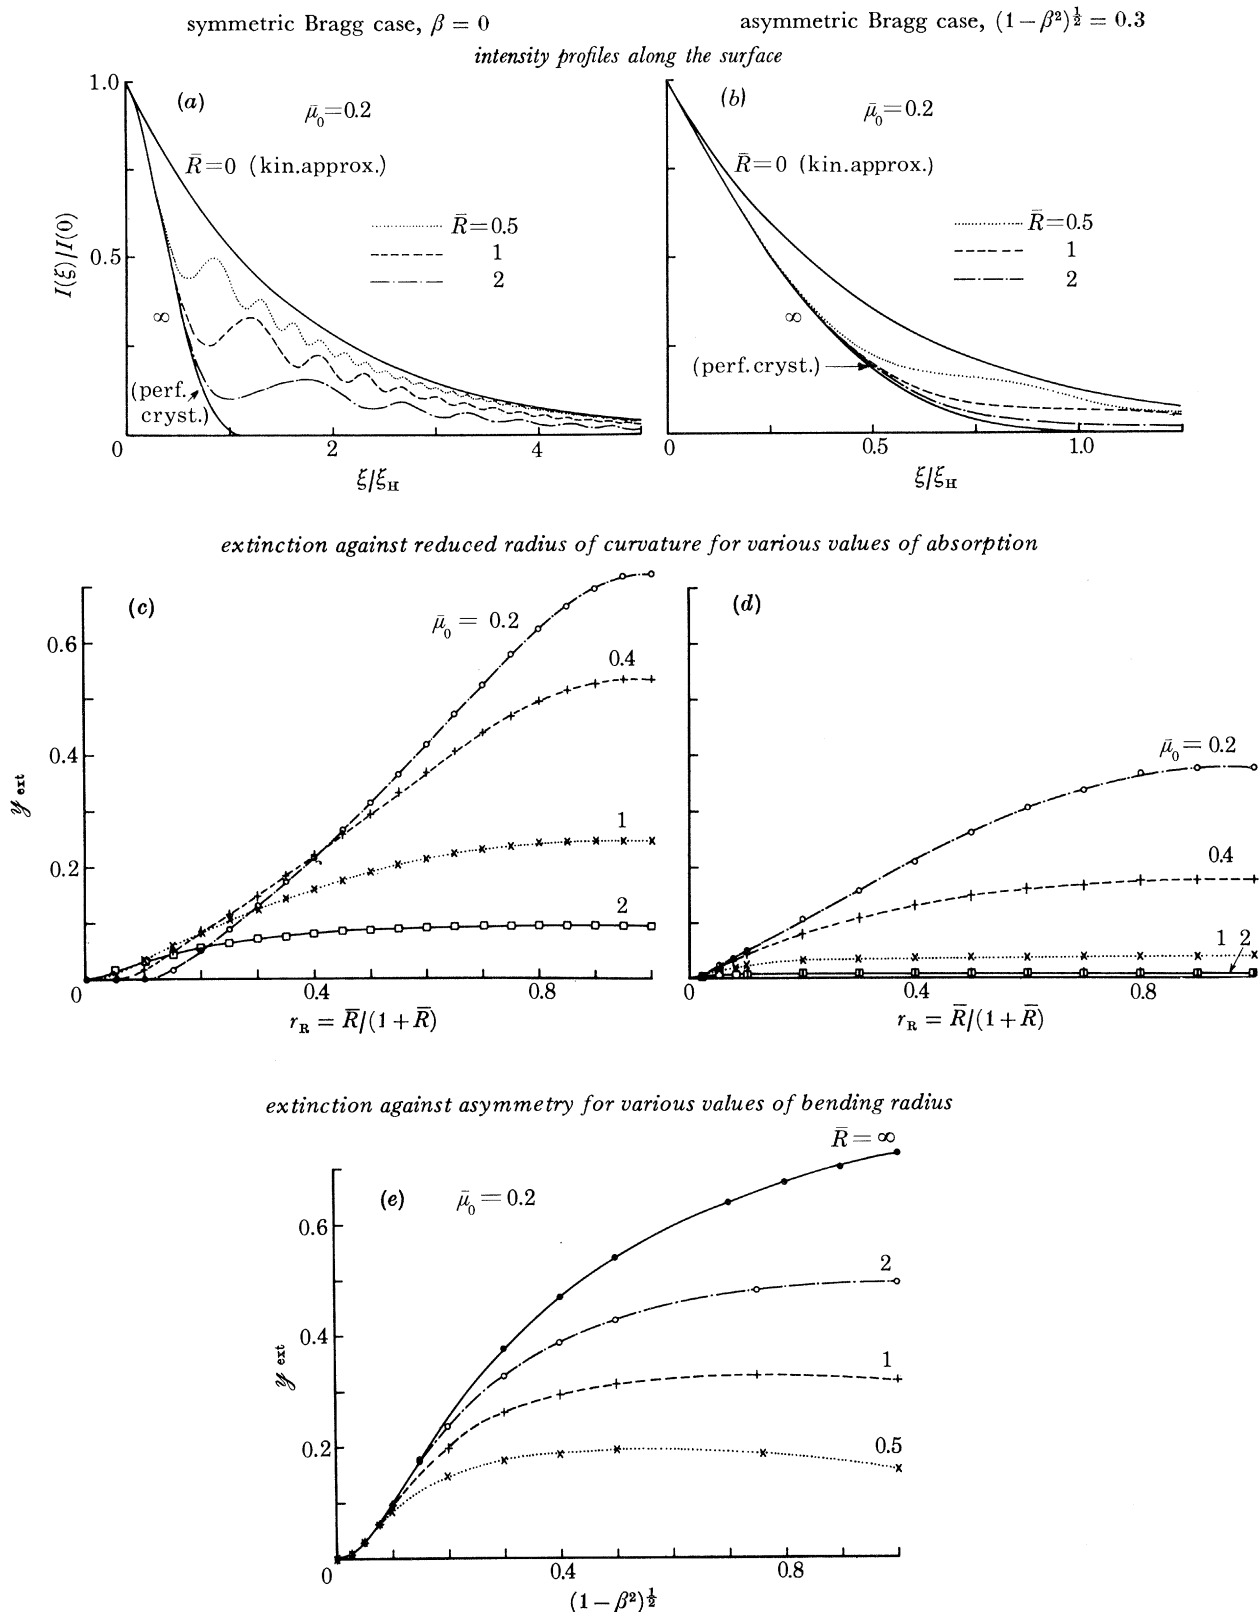 symmetric Bragg case, β = 0
asymmetric Bragg case, (1−β²)^½ = 0.3
intensity profiles along the surface
1.0
(a)
μ̄₀=0.2
R̄=0 (kin.approx.)
R̄=0.5
1
2
0.5
I(ξ)/I(0)
∞
(perf.
cryst.)
0
2
4
ξ/ξ_H
(b)
μ̄₀=0.2
R̄=0 (kin.approx.)
R̄=0.5
1
2
∞
(perf.cryst.)
0
0.5
1.0
ξ/ξ_H
extinction against reduced radius of curvature for various values of absorption
(c)
μ̄₀ = 0.2
0.4
1
2
0.6
0.4
0.2
y ext
0
0.4
0.8
r_R = R̄/(1+R̄)
(d)
μ̄₀ = 0.2
0.4
1 2
0
0.4
0.8
r_R = R̄/(1+R̄)
extinction against asymmetry for various values of bending radius
R̄ = ∞
(e)
μ̄₀ = 0.2
2
1
0.5
0.6
0.4
0.2
y ext
0
0.4
0.8
(1−β²)^½